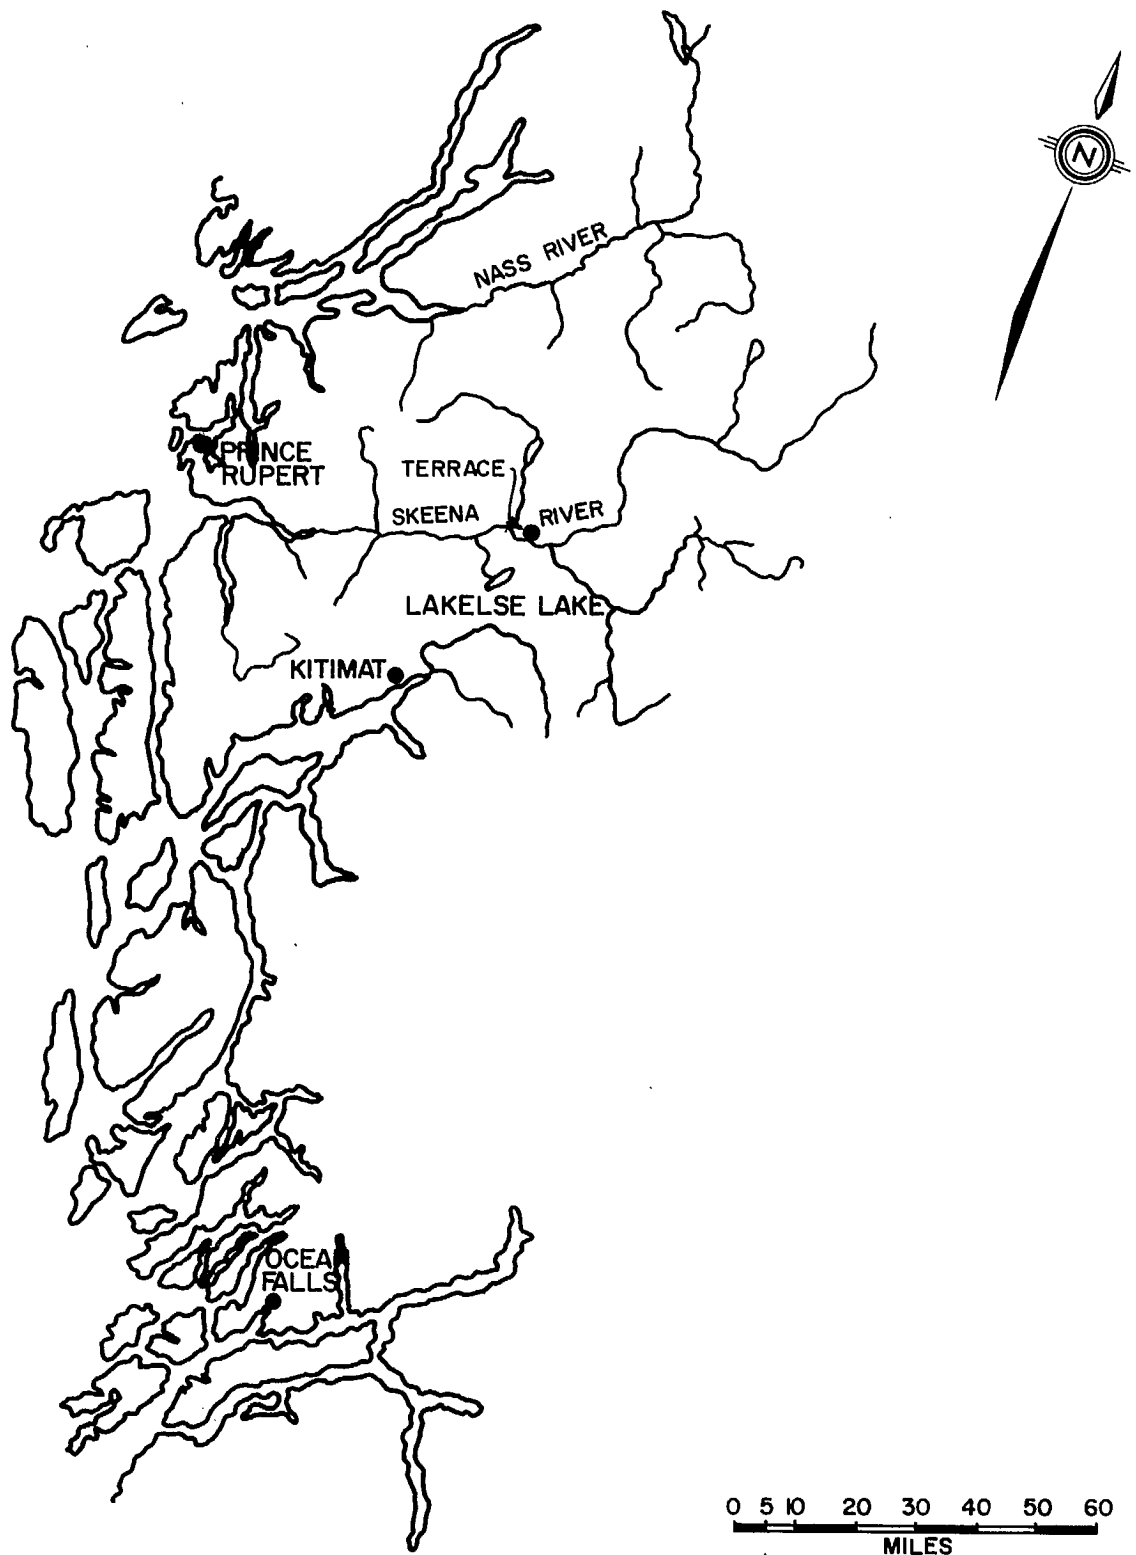 N
NASS RIVER
PRINCE
RUPERT
TERRACE
SKEENA RIVER
LAKELSE LAKE
KITIMAT
OCEAN
FALLS
0 5 10 20 30 40 50 60
MILES